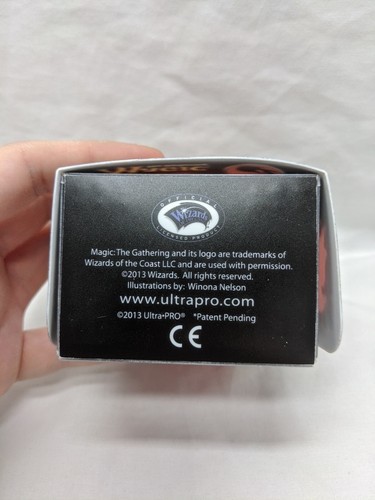 MAGIC
OFFICIAL
Wizards
LICENSED PRODUCT
Magic: The Gathering and its logo are trademarks of
Wizards of the Coast LLC and are used with permission.
©2013 Wizards. All rights reserved.
Illustrations by: Winona Nelson
www.ultrapro.com
©2013 Ultra•PRO® *Patent Pending
CE